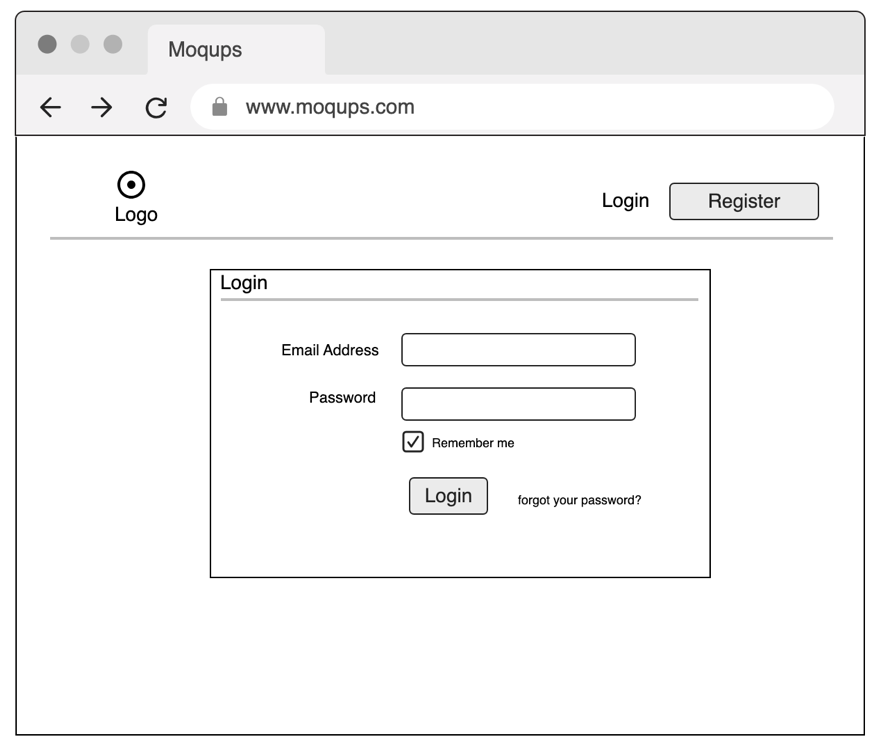 Moqups
www.moqups.com
Logo
Login Register
Login
Email Address
Password
Remember me
Login forgot your password?